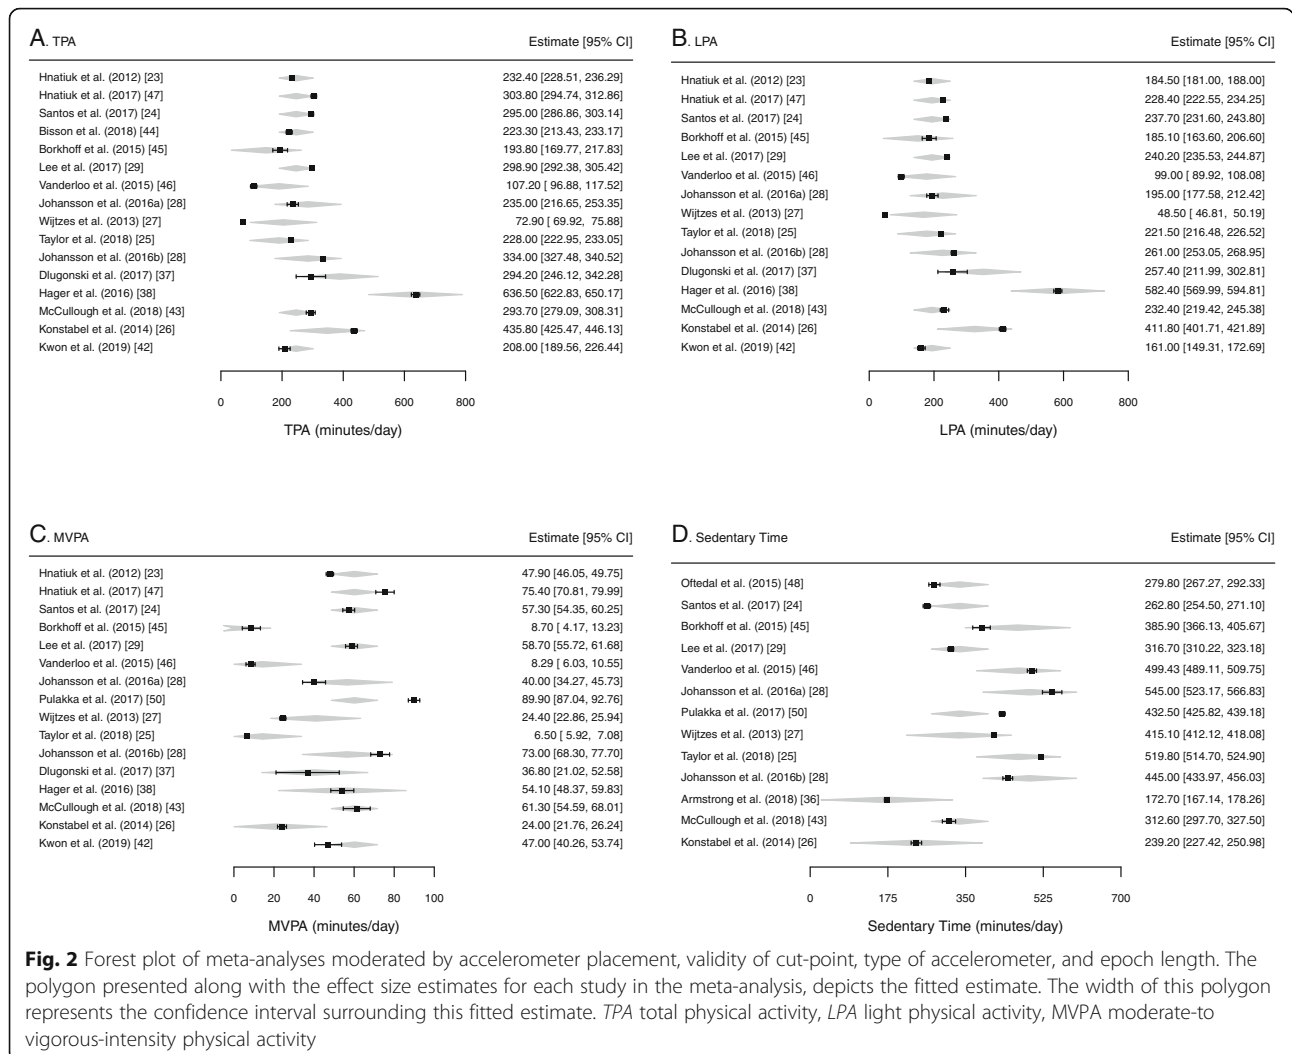 A. TPA Estimate [95% CI]
Hnatiuk et al. (2012) [23] 232.40 [228.51, 236.29]
Hnatiuk et al. (2017) [47] 303.80 [294.74, 312.86]
Santos et al. (2017) [24] 295.00 [286.86, 303.14]
Bisson et al. (2018) [44] 223.30 [213.43, 233.17]
Borkhoff et al. (2015) [45] 193.80 [169.77, 217.83]
Lee et al. (2017) [29] 298.90 [292.38, 305.42]
Vanderloo et al. (2015) [46] 107.20 [ 96.88, 117.52]
Johansson et al. (2016a) [28] 235.00 [216.65, 253.35]
Wijtzes et al. (2013) [27] 72.90 [ 69.92, 75.88]
Taylor et al. (2018) [25] 228.00 [222.95, 233.05]
Johansson et al. (2016b) [28] 334.00 [327.48, 340.52]
Dlugonski et al. (2017) [37] 294.20 [246.12, 342.28]
Hager et al. (2016) [38] 636.50 [622.83, 650.17]
McCullough et al. (2018) [43] 293.70 [279.09, 308.31]
Konstabel et al. (2014) [26] 435.80 [425.47, 446.13]
Kwon et al. (2019) [42] 208.00 [189.56, 226.44]
0 200 400 600 800
TPA (minutes/day)
B. LPA Estimate [95% CI]
Hnatiuk et al. (2012) [23] 184.50 [181.00, 188.00]
Hnatiuk et al. (2017) [47] 228.40 [222.55, 234.25]
Santos et al. (2017) [24] 237.70 [231.60, 243.80]
Borkhoff et al. (2015) [45] 185.10 [163.60, 206.60]
Lee et al. (2017) [29] 240.20 [235.53, 244.87]
Vanderloo et al. (2015) [46] 99.00 [ 89.92, 108.08]
Johansson et al. (2016a) [28] 195.00 [177.58, 212.42]
Wijtzes et al. (2013) [27] 48.50 [ 46.81, 50.19]
Taylor et al. (2018) [25] 221.50 [216.48, 226.52]
Johansson et al. (2016b) [28] 261.00 [253.05, 268.95]
Dlugonski et al. (2017) [37] 257.40 [211.99, 302.81]
Hager et al. (2016) [38] 582.40 [569.99, 594.81]
McCullough et al. (2018) [43] 232.40 [219.42, 245.38]
Konstabel et al. (2014) [26] 411.80 [401.71, 421.89]
Kwon et al. (2019) [42] 161.00 [149.31, 172.69]
0 200 400 600 800
LPA (minutes/day)
C. MVPA Estimate [95% CI]
Hnatiuk et al. (2012) [23] 47.90 [46.05, 49.75]
Hnatiuk et al. (2017) [47] 75.40 [70.81, 79.99]
Santos et al. (2017) [24] 57.30 [54.35, 60.25]
Borkhoff et al. (2015) [45] 8.70 [ 4.17, 13.23]
Lee et al. (2017) [29] 58.70 [55.72, 61.68]
Vanderloo et al. (2015) [46] 8.29 [ 6.03, 10.55]
Johansson et al. (2016a) [28] 40.00 [34.27, 45.73]
Pulakka et al. (2017) [50] 89.90 [87.04, 92.76]
Wijtzes et al. (2013) [27] 24.40 [22.86, 25.94]
Taylor et al. (2018) [25] 6.50 [ 5.92, 7.08]
Johansson et al. (2016b) [28] 73.00 [68.30, 77.70]
Dlugonski et al. (2017) [37] 36.80 [21.02, 52.58]
Hager et al. (2016) [38] 54.10 [48.37, 59.83]
McCullough et al. (2018) [43] 61.30 [54.59, 68.01]
Konstabel et al. (2014) [26] 24.00 [21.76, 26.24]
Kwon et al. (2019) [42] 47.00 [40.26, 53.74]
0 20 40 60 80 100
MVPA (minutes/day)
D. Sedentary Time Estimate [95% CI]
Oftedal et al. (2015) [48] 279.80 [267.27, 292.33]
Santos et al. (2017) [24] 262.80 [254.50, 271.10]
Borkhoff et al. (2015) [45] 385.90 [366.13, 405.67]
Lee et al. (2017) [29] 316.70 [310.22, 323.18]
Vanderloo et al. (2015) [46] 499.43 [489.11, 509.75]
Johansson et al. (2016a) [28] 545.00 [523.17, 566.83]
Pulakka et al. (2017) [50] 432.50 [425.82, 439.18]
Wijtzes et al. (2013) [27] 415.10 [412.12, 418.08]
Taylor et al. (2018) [25] 519.80 [514.70, 524.90]
Johansson et al. (2016b) [28] 445.00 [433.97, 456.03]
Armstrong et al. (2018) [36] 172.70 [167.14, 178.26]
McCullough et al. (2018) [43] 312.60 [297.70, 327.50]
Konstabel et al. (2014) [26] 239.20 [227.42, 250.98]
0 175 350 525 700
Sedentary Time (minutes/day)
Fig. 2 Forest plot of meta-analyses moderated by accelerometer placement, validity of cut-point, type of accelerometer, and epoch length. The
polygon presented along with the effect size estimates for each study in the meta-analysis, depicts the fitted estimate. The width of this polygon
represents the confidence interval surrounding this fitted estimate. TPA total physical activity, LPA light physical activity, MVPA moderate-to
vigorous-intensity physical activity